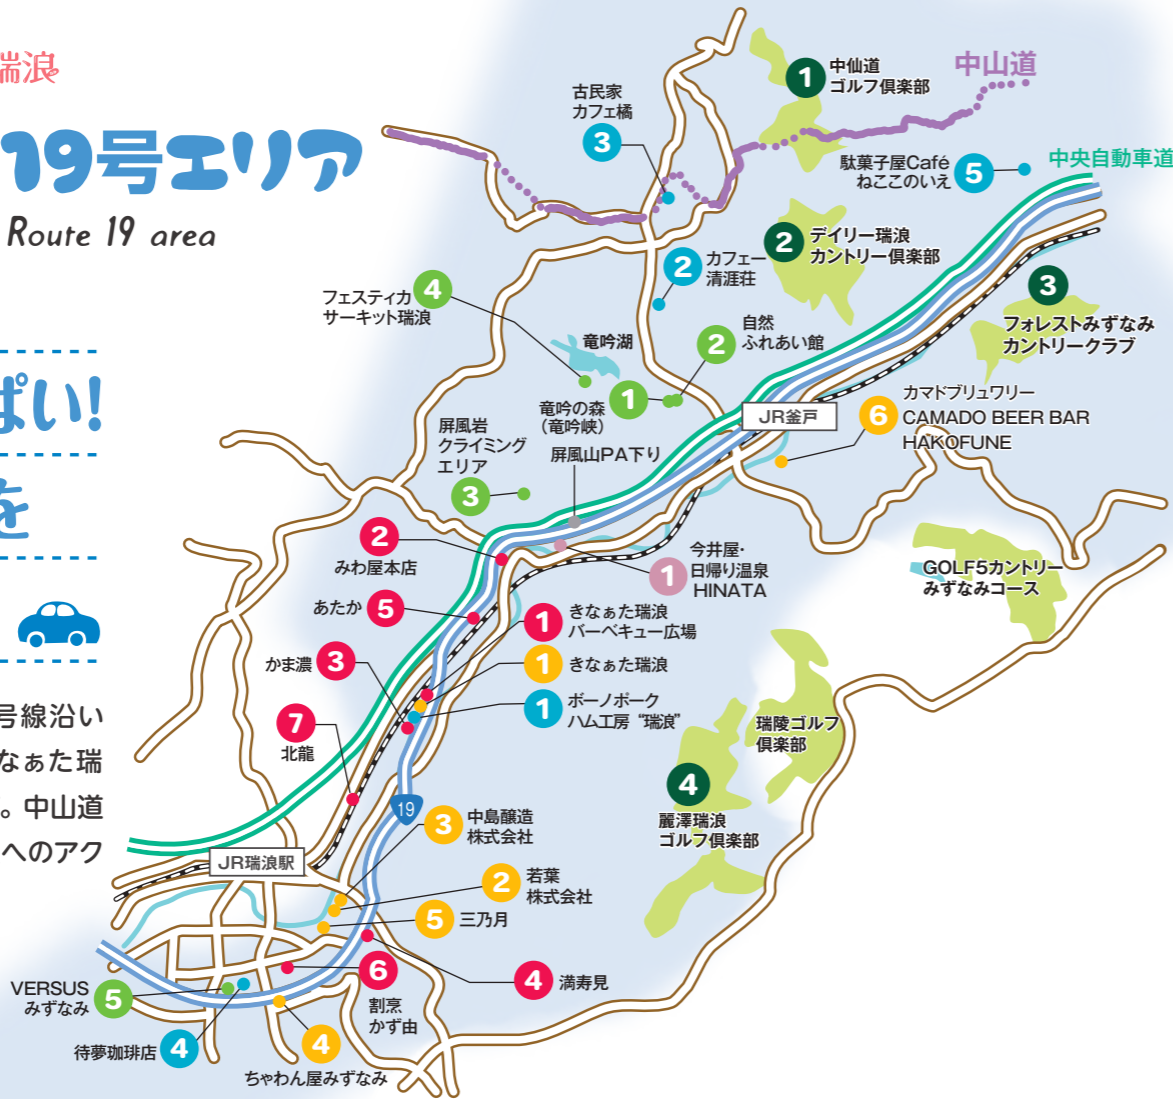 瑞浪
19号エリア
Route 19 area
ぱい!
を
号線沿い
なぁた瑞
。中山道
へのアク
中山道
中央自動車道
1
中仙道
ゴルフ倶楽部
古民家
カフェ橘
3
駄菓子屋Café
ねここのいえ
5
2
デイリー瑞浪
カントリー倶楽部
2
カフェー
清涯荘
3
フォレストみずなみ
カントリークラブ
フェスティカ
サーキット瑞浪
4
竜吟湖
2
自然
ふれあい館
竜吟の森
(竜吟峡)
1
JR釜戸
6
カマドブリュワリー
CAMADO BEER BAR
HAKOFUNE
屏風岩
クライミング
エリア
3
屏風山PA下り
2
みわ屋本店
1
今井屋・
日帰り温泉
HINATA
GOLF5カントリー
みずなみコース
あたか
5
1
きなぁた瑞浪
バーベキュー広場
かま濃
3
1
きなぁた瑞浪
1
ボーノポーク
ハム工房 “瑞浪”
7
北龍
瑞陵ゴルフ
倶楽部
4
麗澤瑞浪
ゴルフ倶楽部
19
3
中島醸造
株式会社
JR瑞浪駅
2
若葉
株式会社
5
三乃月
4
満寿見
6
割烹
かず由
VERSUS
みずなみ
5
待夢珈琲店
4
4
ちゃわん屋みずなみ